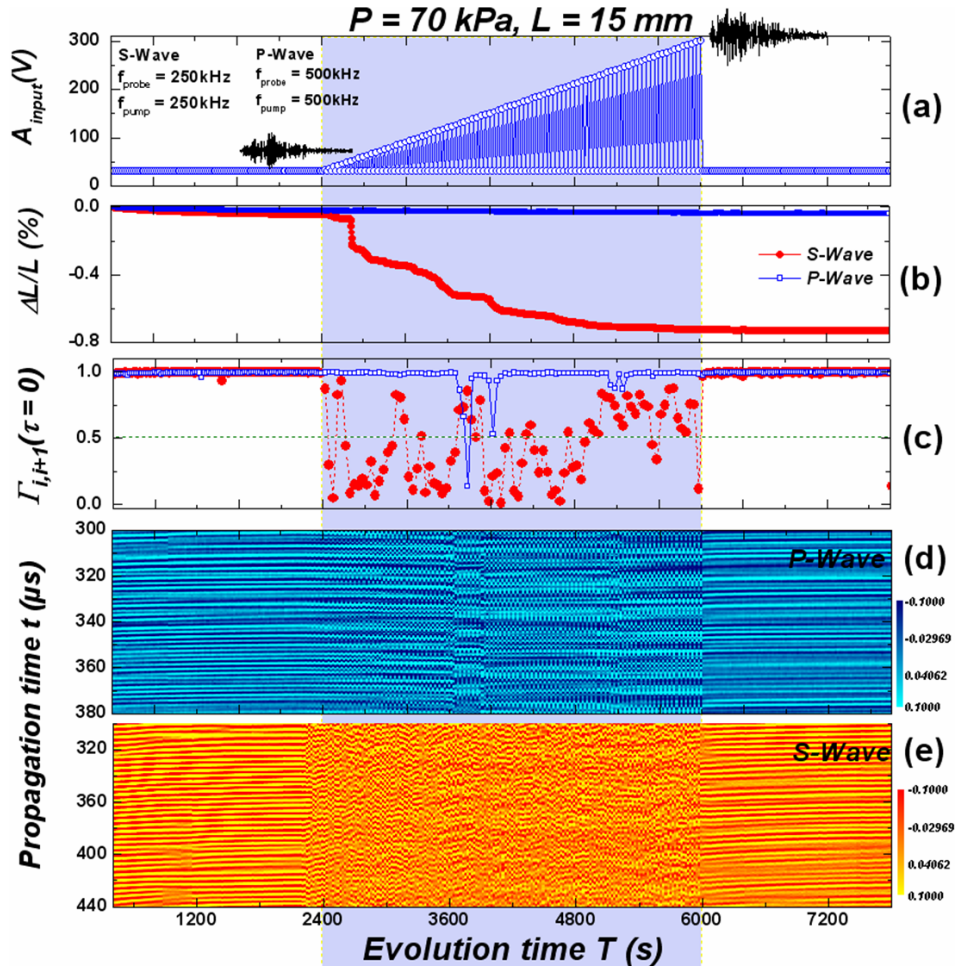 P = 70 kPa, L = 15 mm
A_input(V)
300
200
100
0
S-Wave
f_probe = 250kHz
f_pump = 250kHz
P-Wave
f_probe = 500kHz
f_pump = 500kHz
(a)
ΔL/L (%)
0.0
-0.4
-0.8
S-Wave
P-Wave
(b)
Γ_i,i+1(τ = 0)
1.0
0.5
0.0
(c)
Propagation time t (μs)
300
320
340
360
380
P-Wave
(d)
-0.1000
-0.02969
0.04062
0.1000
320
360
400
440
S-Wave
(e)
-0.1000
-0.02969
0.04062
0.1000
1200 2400 3600 4800 6000 7200
Evolution time T (s)